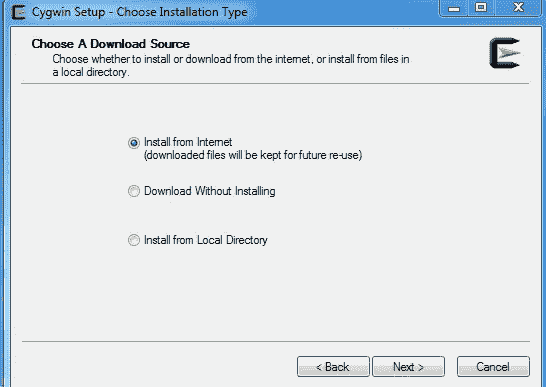 Cygwin Setup - Choose Installation Type
Choose A Download Source
Choose whether to install or download from the internet, or install from files in
a local directory.
Install from Internet
(downloaded files will be kept for future re-use)
Download Without Installing
Install from Local Directory
< Back Next > Cancel